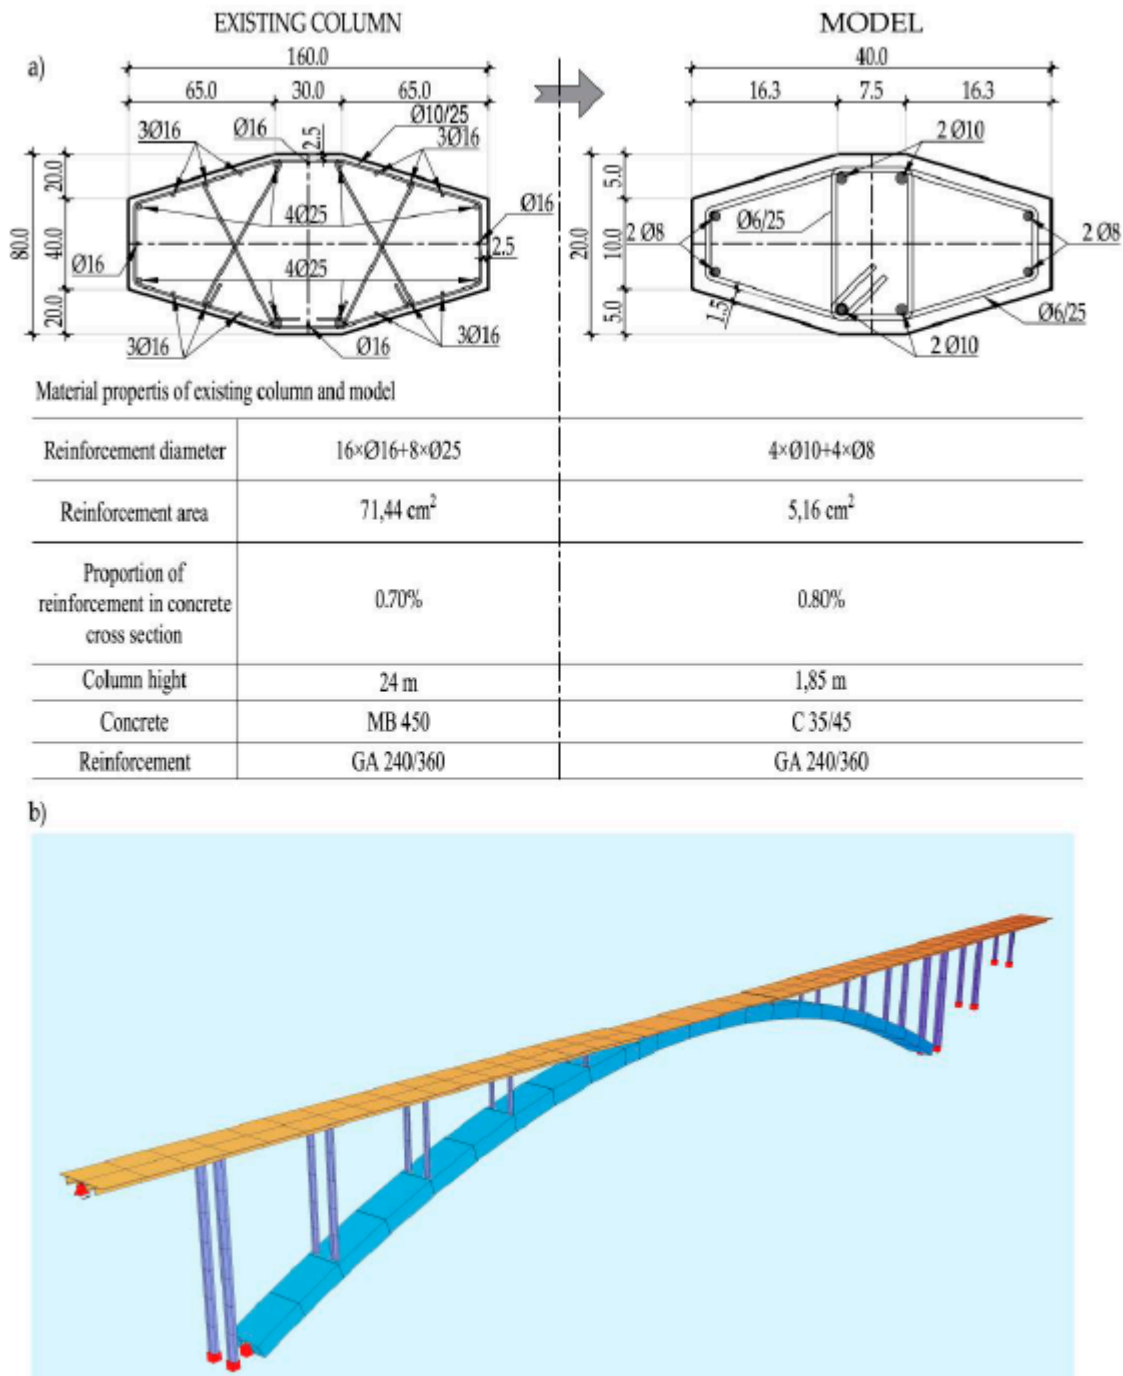 EXISTING COLUMN
MODEL
a)
160.0
40.0
65.0
30.0
65.0
16.3
7.5
16.3
3Ø16
Ø16
2.5
Ø10/25
3Ø16
2 Ø10
20.0
5.0
80.0
40.0
4Ø25
Ø16
2.5
20.0
10.0
2 Ø8
Ø6/25
2 Ø8
Ø16
4Ø25
20.0
5.0
1.5
Ø6/25
3Ø16
Ø16
3Ø16
2 Ø10
Material propertis of existing column and model
Reinforcement diameter
16×Ø16+8×Ø25
4×Ø10+4×Ø8
Reinforcement area
71,44 cm²
5,16 cm²
Proportion of
reinforcement in concrete
cross section
0.70%
0.80%
Column hight
24 m
1,85 m
Concrete
MB 450
C 35/45
Reinforcement
GA 240/360
GA 240/360
b)